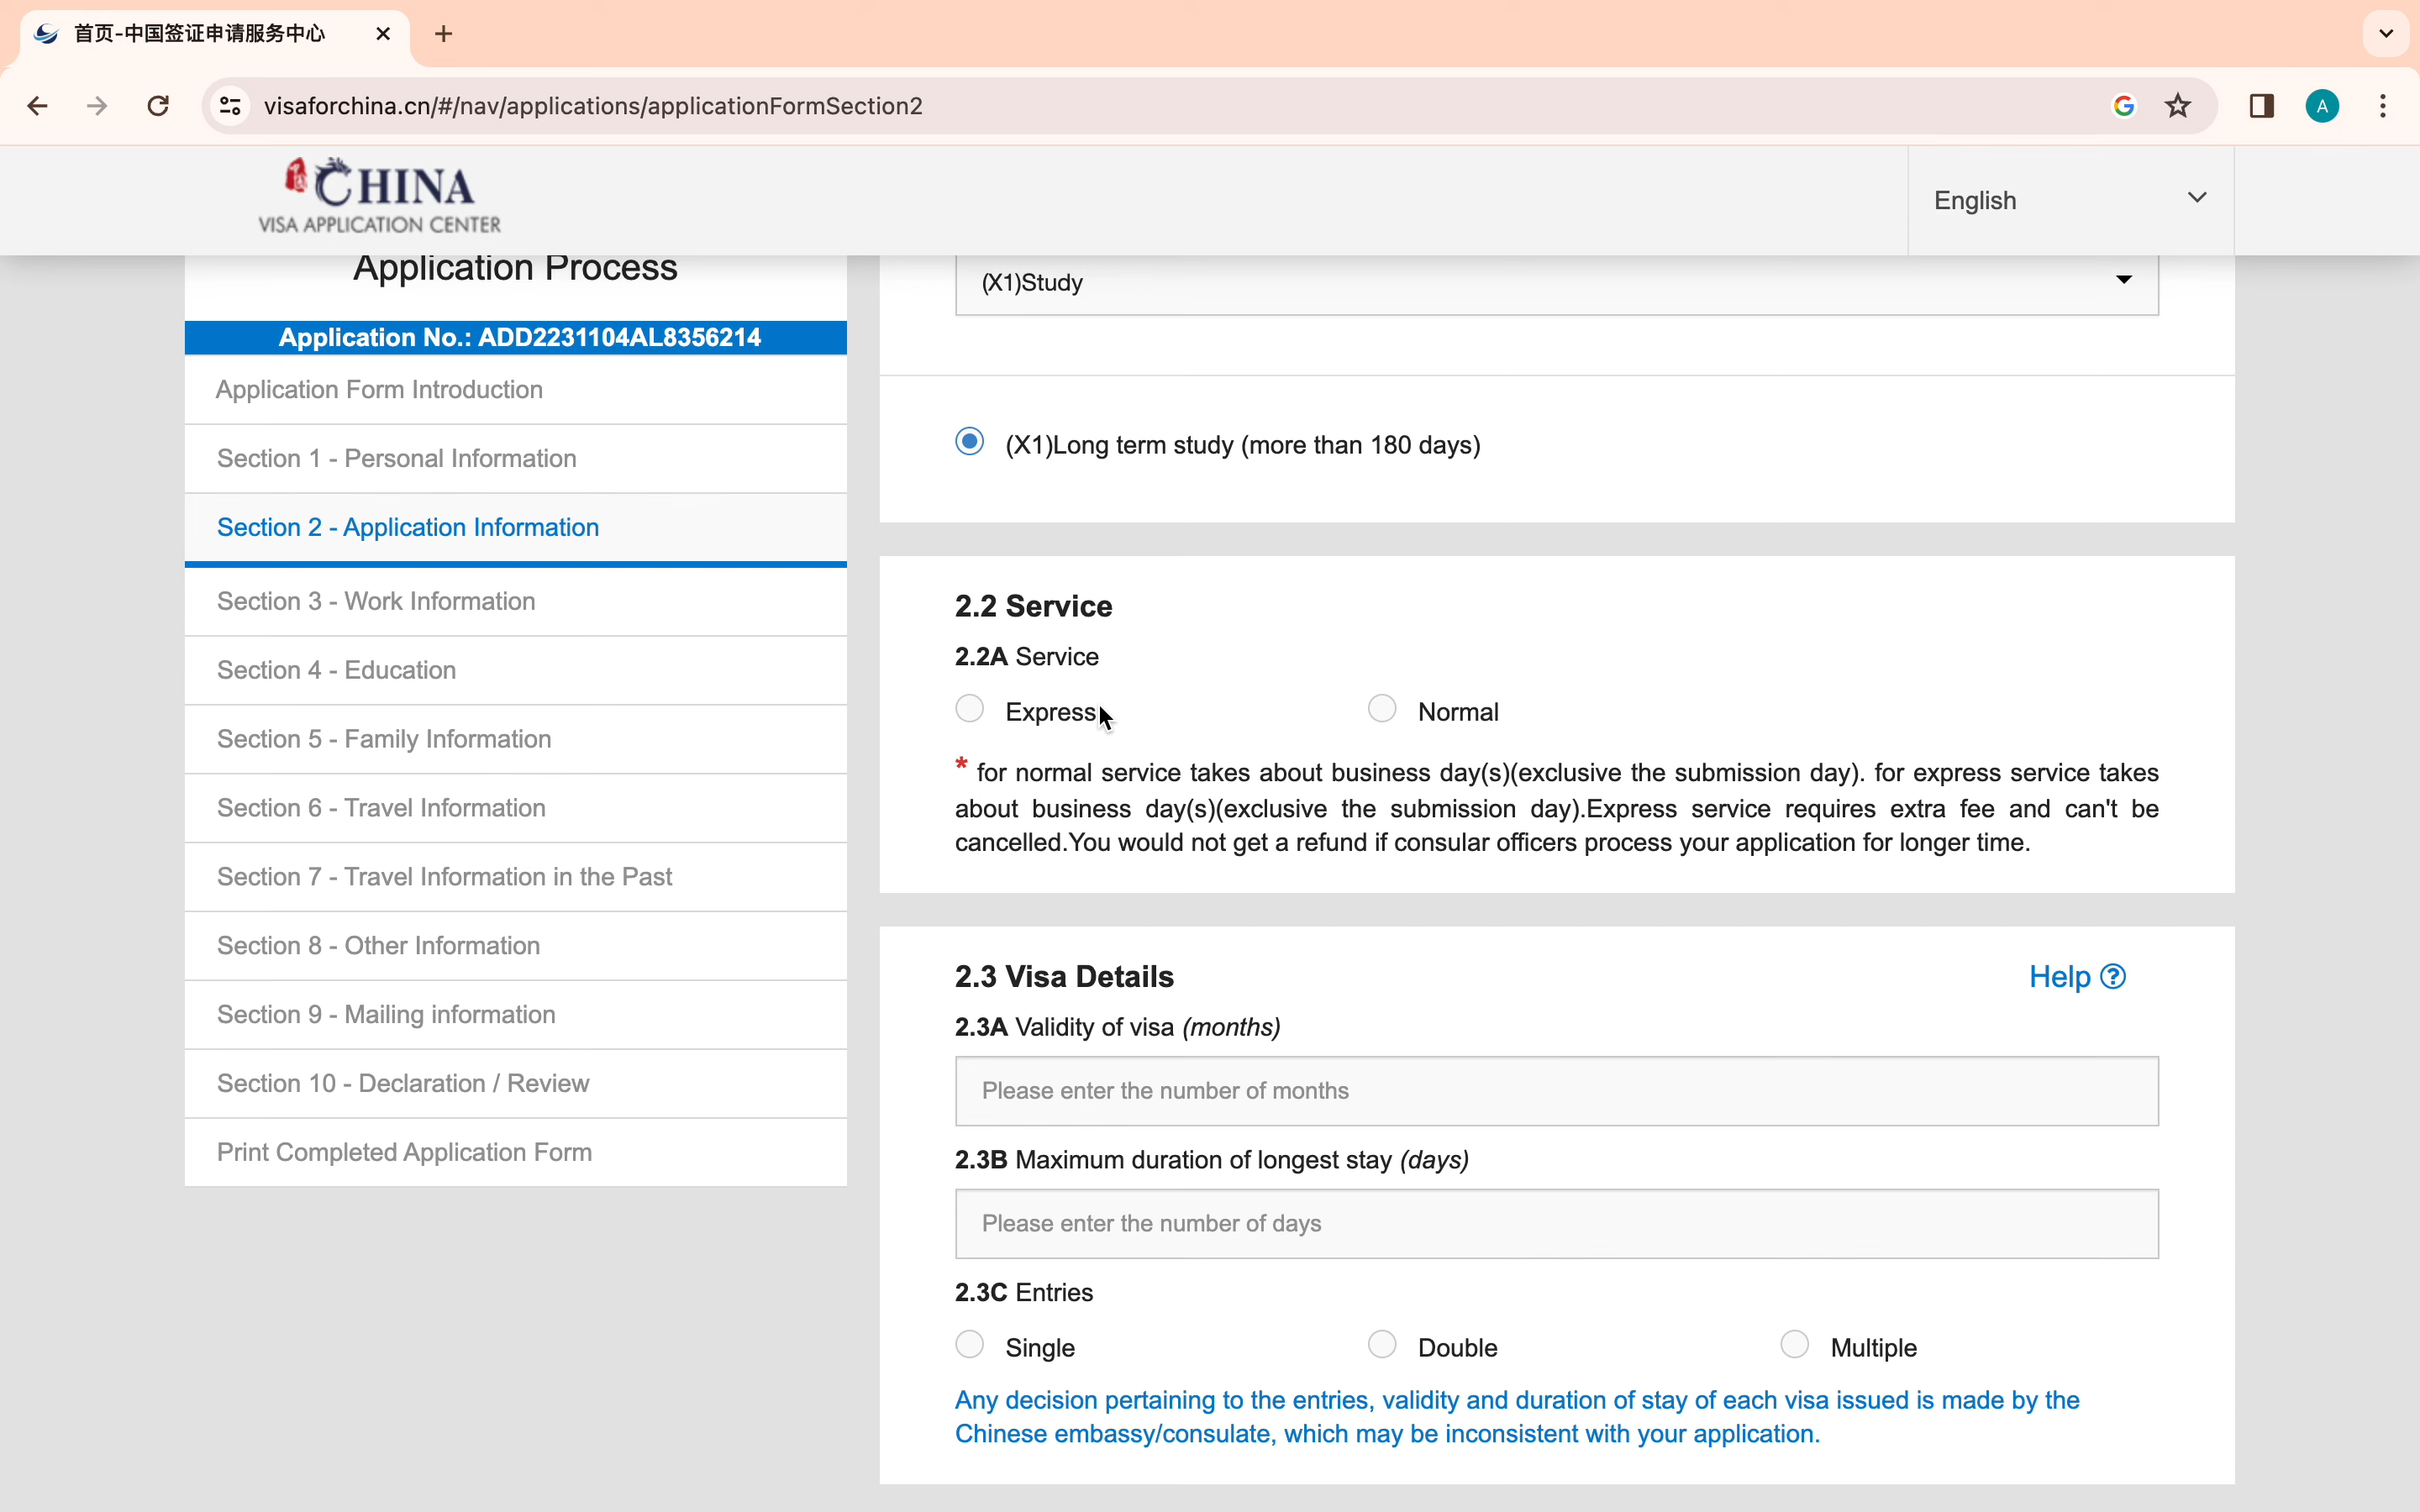 首页-中国签证申请服务中心
visaforchina.cn/#/nav/applications/applicationFormSection2
A
CHINA
VISA APPLICATION CENTER
English
Application Process
Application No.: ADD2231104AL8356214
Application Form Introduction
Section 1 - Personal Information
Section 2 - Application Information
Section 3 - Work Information
Section 4 - Education
Section 5 - Family Information
Section 6 - Travel Information
Section 7 - Travel Information in the Past
Section 8 - Other Information
Section 9 - Mailing information
Section 10 - Declaration / Review
Print Completed Application Form
(X1)Study
(X1)Long term study (more than 180 days)
2.2 Service
2.2A Service
Express
Normal
* for normal service takes about business day(s)(exclusive the submission day). for express service takes
about business day(s)(exclusive the submission day).Express service requires extra fee and can't be
cancelled.You would not get a refund if consular officers process your application for longer time.
2.3 Visa Details
Help ?
2.3A Validity of visa (months)
Please enter the number of months
2.3B Maximum duration of longest stay (days)
Please enter the number of days
2.3C Entries
Single
Double
Multiple
Any decision pertaining to the entries, validity and duration of stay of each visa issued is made by the
Chinese embassy/consulate, which may be inconsistent with your application.